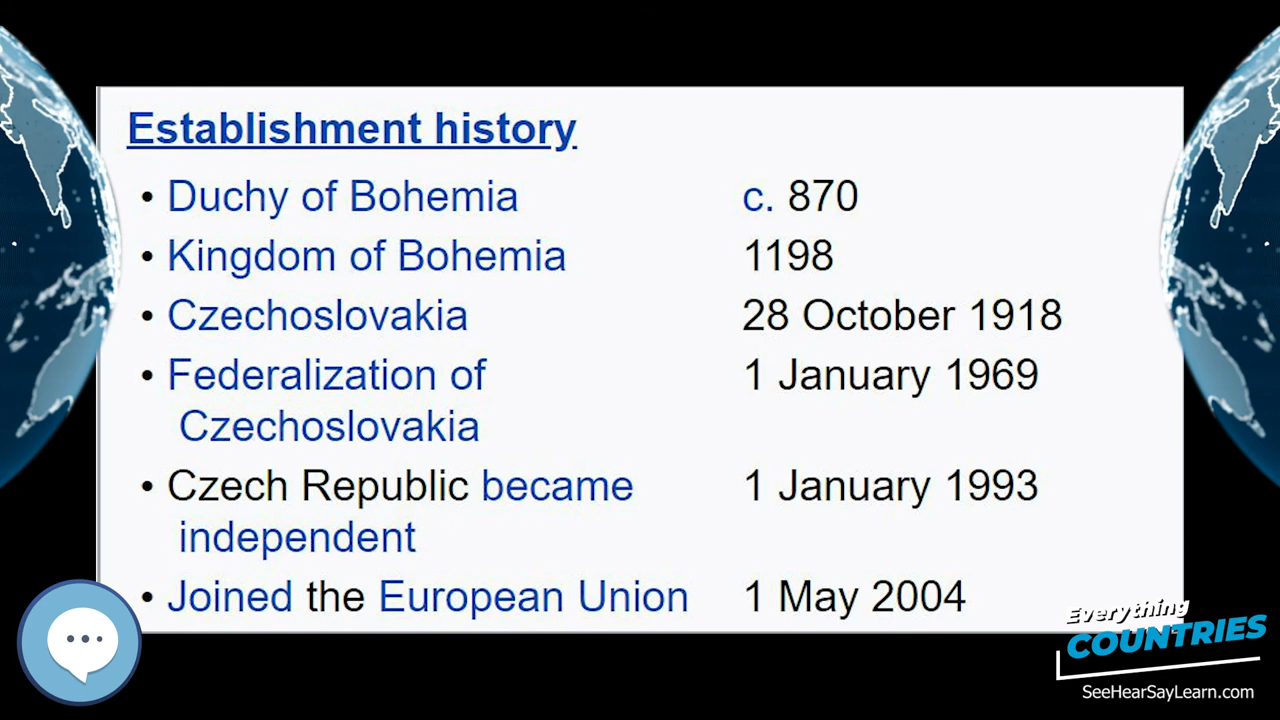 Establishment history
• Duchy of Bohemia c. 870
• Kingdom of Bohemia 1198
• Czechoslovakia 28 October 1918
• Federalization of 1 January 1969
Czechoslovakia
• Czech Republic became 1 January 1993
independent
• Joined the European Union 1 May 2004
Everything
COUNTRIES
SeeHearSayLearn.com